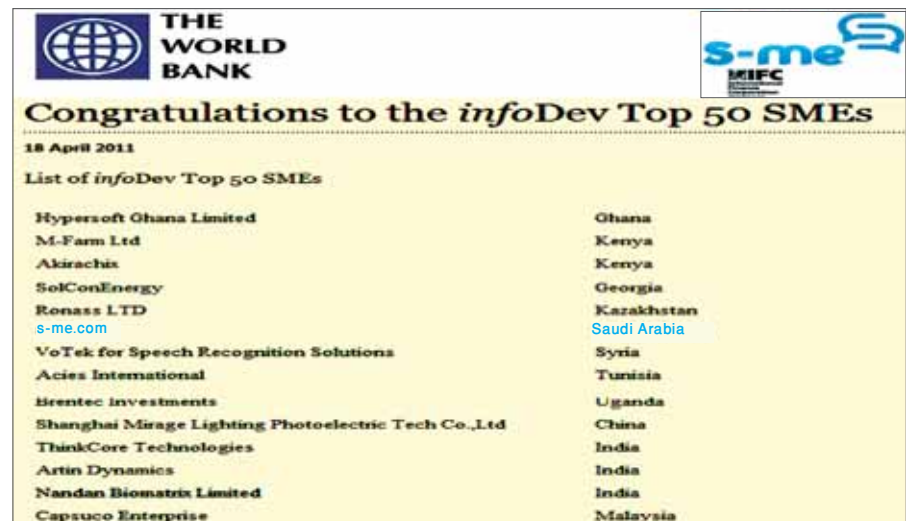 THE
WORLD
BANK
s-me
IFC
Congratulations to the infoDev Top 50 SMEs
18 April 2011
List of infoDev Top 50 SMEs
Hypersoft Ghana Limited Ghana
M-Farm Ltd Kenya
Akirachix Kenya
SolConEnergy Georgia
Ronass LTD Kazakhstan
s-me.com Saudi Arabia
VoTek for Speech Recognition Solutions Syria
Acies International Tunisia
Brentec Investments Uganda
Shanghai Mirage Lighting Photoelectric Tech Co.,Ltd China
ThinkCore Technologies India
Artin Dynamics India
Nandan Biomatrix Limited India
Capsuco Enterprise Malaysia